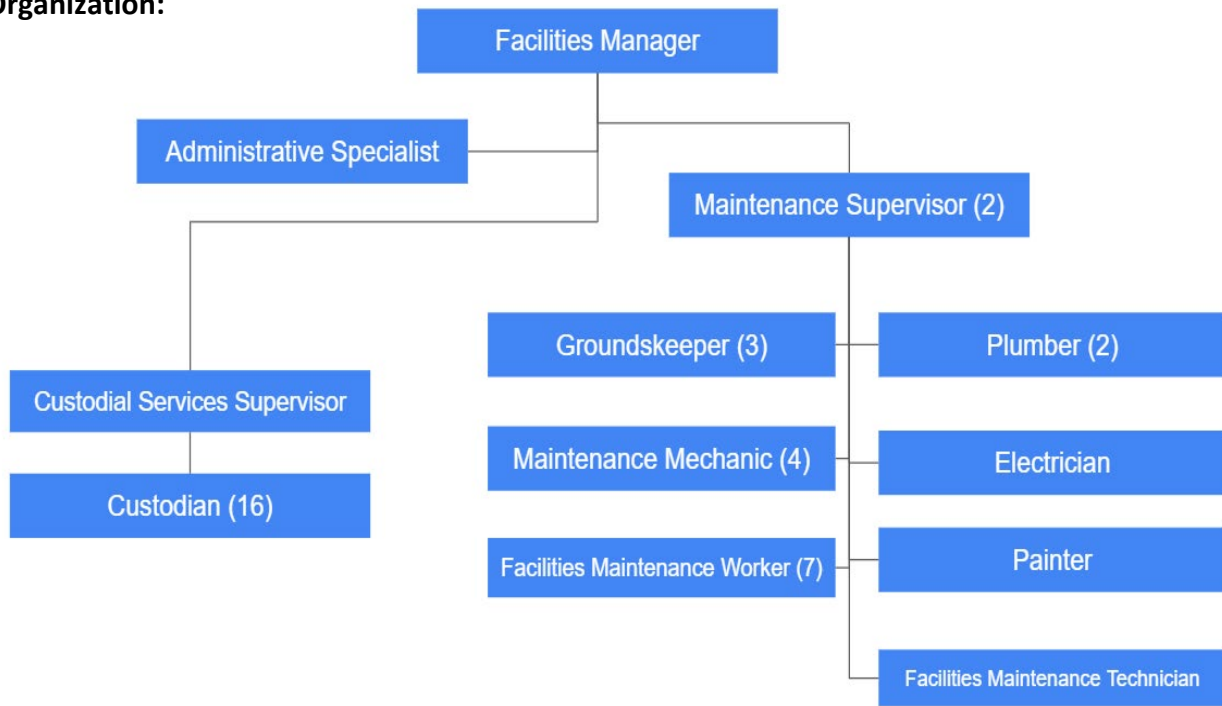 Organization:
Facilities Manager
Administrative Specialist
Maintenance Supervisor (2)
Groundskeeper (3)
Plumber (2)
Custodial Services Supervisor
Maintenance Mechanic (4)
Electrician
Custodian (16)
Facilities Maintenance Worker (7)
Painter
Facilities Maintenance Technician